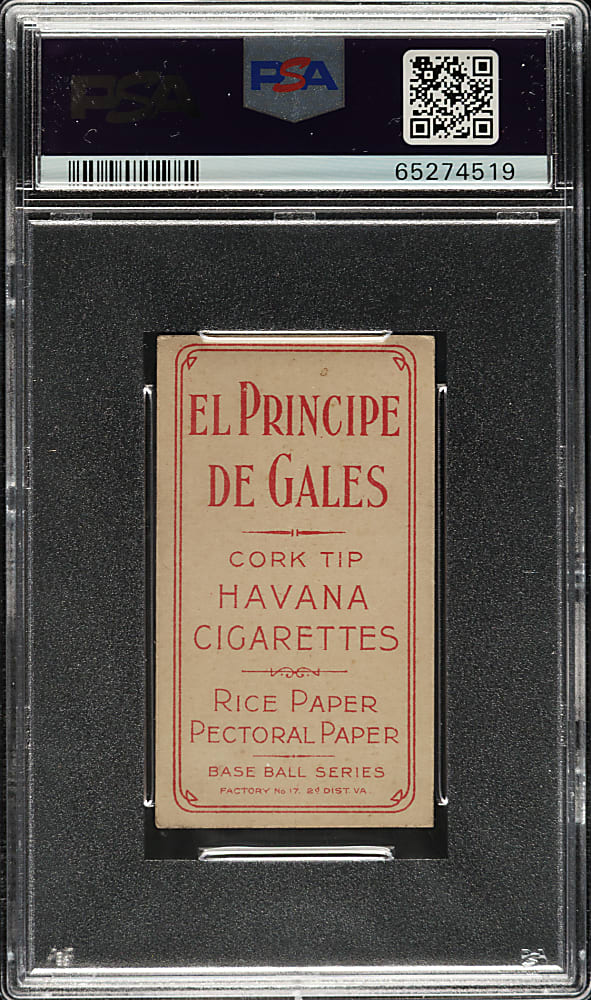 PSA
PSA
65274519
EL PRINCIPE
DE GALES
CORK TIP
HAVANA
CIGARETTES
RICE PAPER
PECTORAL PAPER
BASE BALL SERIES
FACTORY No 17. 2d DIST. VA.